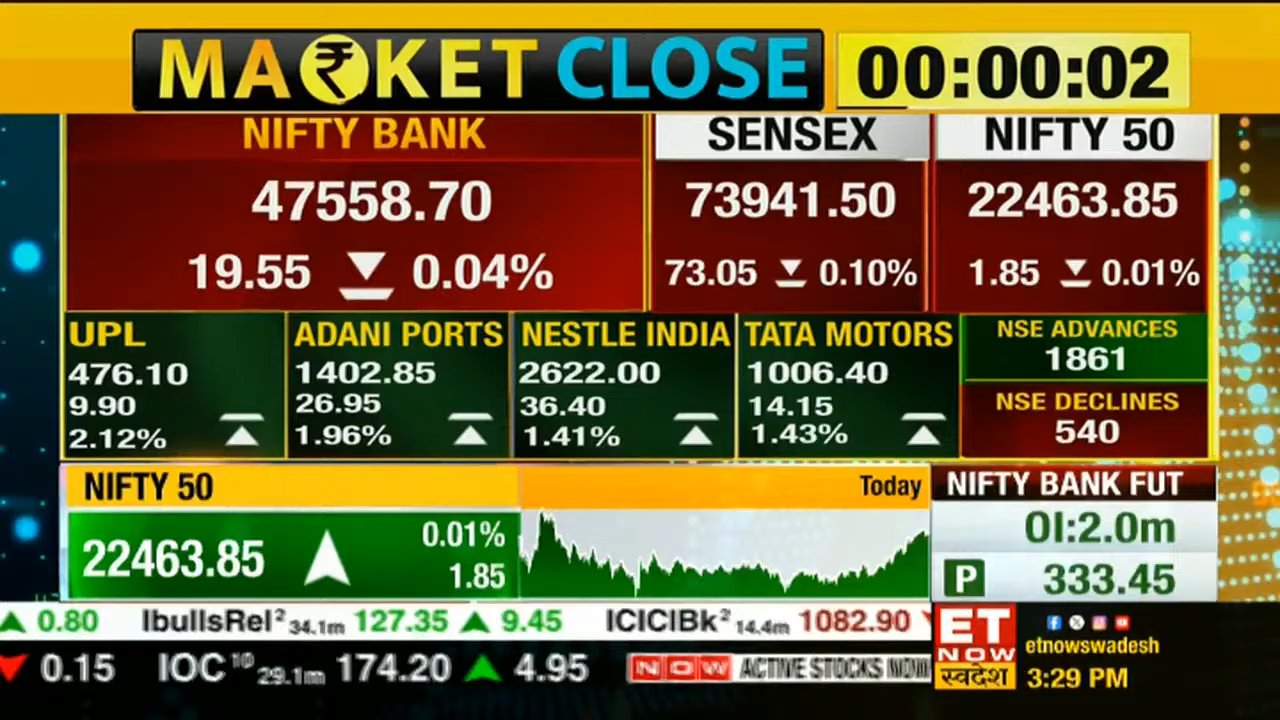 MA₹KET CLOSE
00:00:02
NIFTY BANK
47558.70
19.55 0.04%
SENSEX
73941.50
73.05 0.10%
NIFTY 50
22463.85
1.85 0.01%
UPL
476.10
9.90
2.12%
ADANI PORTS
1402.85
26.95
1.96%
NESTLE INDIA
2622.00
36.40
1.41%
TATA MOTORS
1006.40
14.15
1.43%
NSE ADVANCES
1861
NSE DECLINES
540
NIFTY 50
Today
22463.85
0.01%
1.85
NIFTY BANK FUT
OI:2.0m
P 333.45
0.80 IbullsRel² 34.1m 127.35 9.45 ICICIBk² 14.4m 1082.90
0.15 IOC¹⁰ 29.1m 174.20 4.95 NOW ACTIVE STOCKS NOW
ET
NOW
स्वदेश
etnowswadesh
3:29 PM